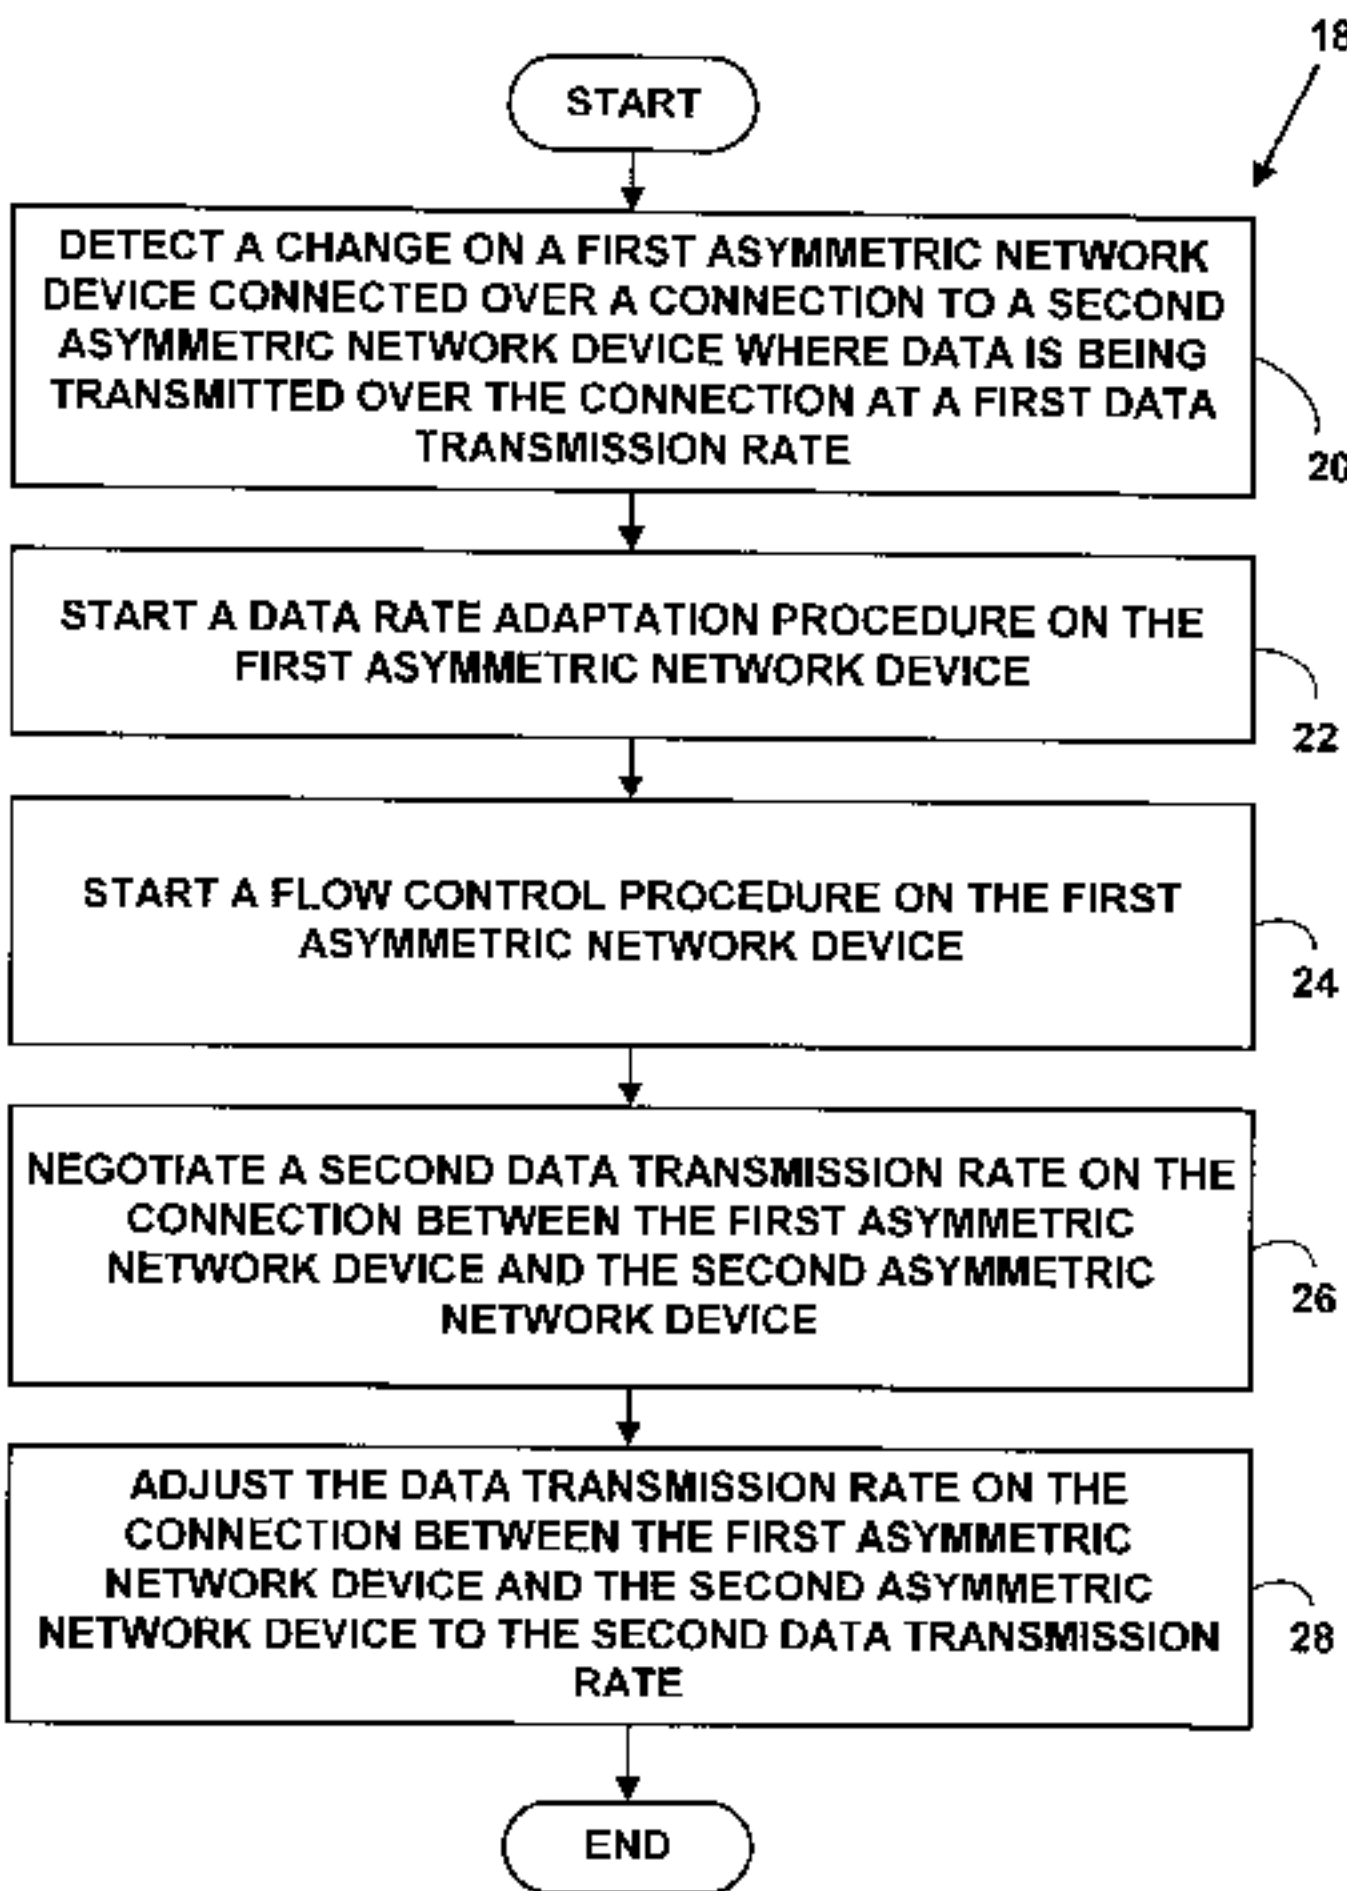 18
START
DETECT A CHANGE ON A FIRST ASYMMETRIC NETWORK
DEVICE CONNECTED OVER A CONNECTION TO A SECOND
ASYMMETRIC NETWORK DEVICE WHERE DATA IS BEING
TRANSMITTED OVER THE CONNECTION AT A FIRST DATA
TRANSMISSION RATE
20
START A DATA RATE ADAPTATION PROCEDURE ON THE
FIRST ASYMMETRIC NETWORK DEVICE
22
START A FLOW CONTROL PROCEDURE ON THE FIRST
ASYMMETRIC NETWORK DEVICE
24
NEGOTIATE A SECOND DATA TRANSMISSION RATE ON THE
CONNECTION BETWEEN THE FIRST ASYMMETRIC
NETWORK DEVICE AND THE SECOND ASYMMETRIC
NETWORK DEVICE
26
ADJUST THE DATA TRANSMISSION RATE ON THE
CONNECTION BETWEEN THE FIRST ASYMMETRIC
NETWORK DEVICE AND THE SECOND ASYMMETRIC
NETWORK DEVICE TO THE SECOND DATA TRANSMISSION
RATE
28
END